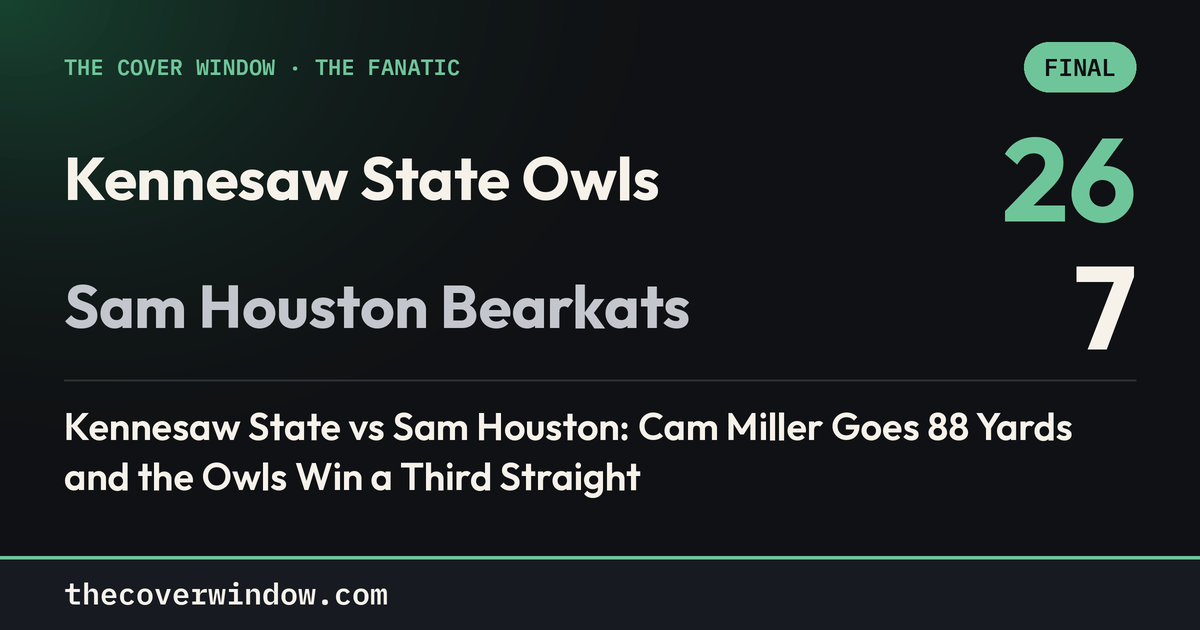 THE COVER WINDOW · THE FANATIC
FINAL
Kennesaw State Owls
26
Sam Houston Bearkats
7
Kennesaw State vs Sam Houston: Cam Miller Goes 88 Yards
and the Owls Win a Third Straight
thecoverwindow.com